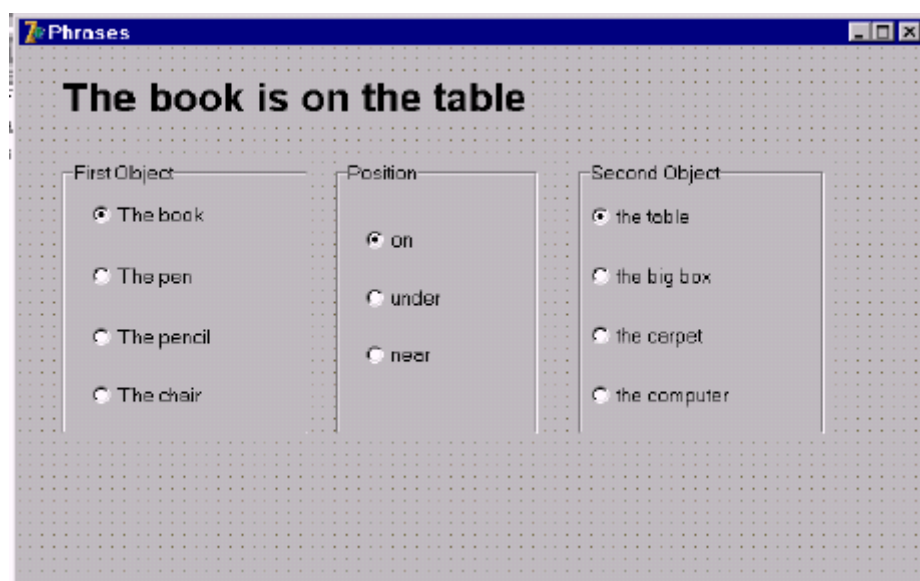 Phrases
The book is on the table
First Object
The book
The pen
The pencil
The chair
Position
on
under
near
Second Object
the table
the big box
the carpet
the computer